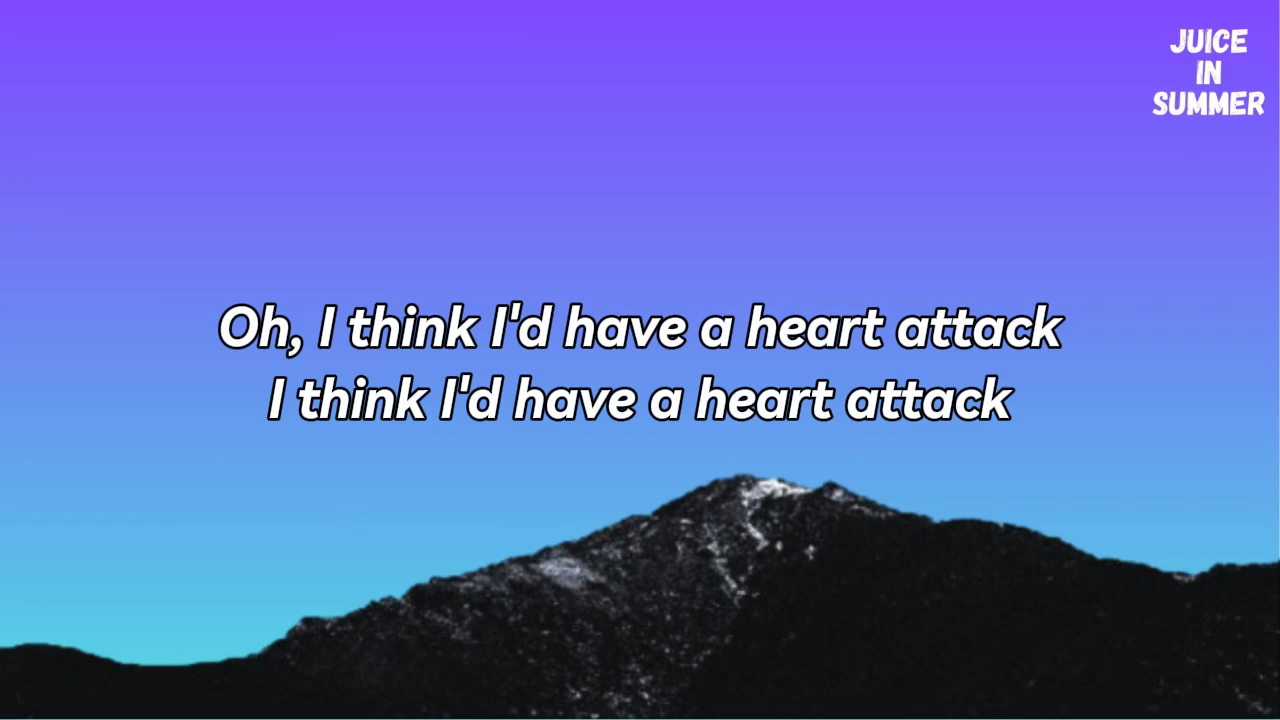 JUICE
IN
SUMMER
Oh, I think I'd have a heart attack
I think I'd have a heart attack